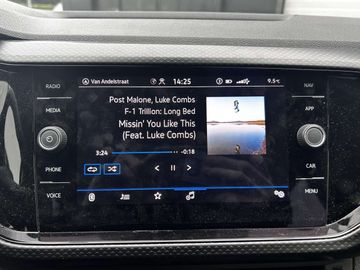 Van Andelstraat 14:25 9.5°C
RADIO
MEDIA
PHONE
VOICE
Post Malone, Luke Combs
F-1 Trillion: Long Bed
Missin' You Like This
(Feat. Luke Combs)
3:24 -0:18
NAV
APP
CAR
MENU